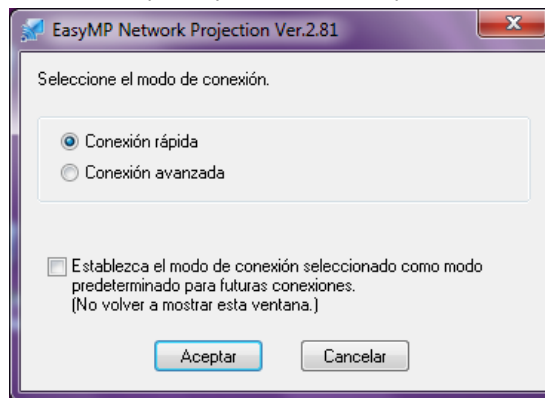 EasyMP Network Projection Ver.2.81
Seleccione el modo de conexión.
Conexión rápida
Conexión avanzada
Establezca el modo de conexión seleccionado como modo
predeterminado para futuras conexiones.
(No volver a mostrar esta ventana.)
Aceptar
Cancelar